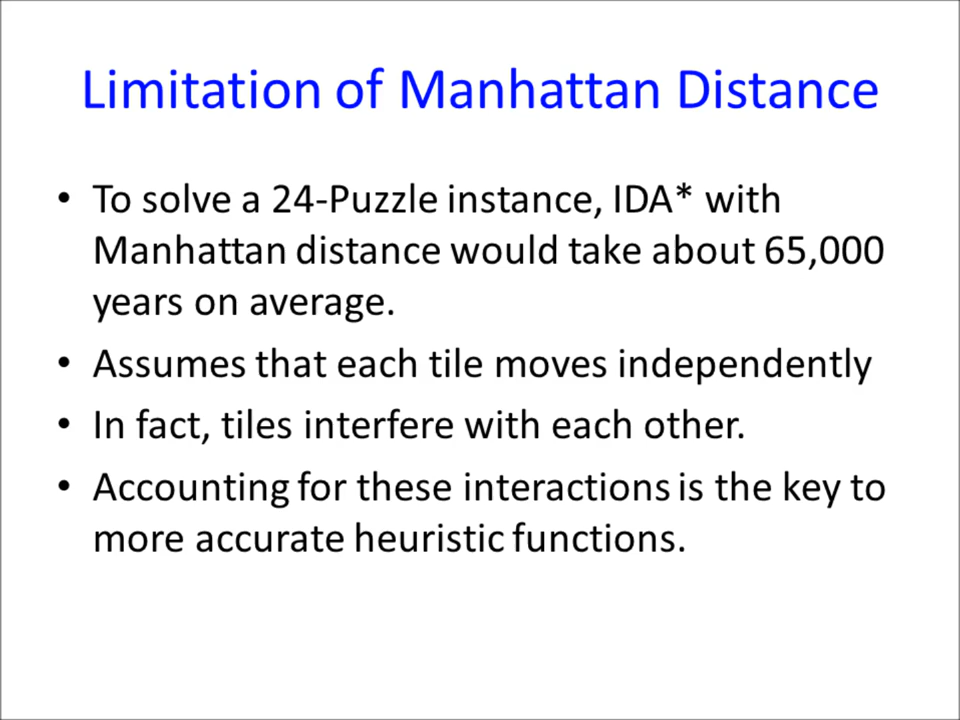 Limitation of Manhattan Distance
• To solve a 24-Puzzle instance, IDA* with
Manhattan distance would take about 65,000
years on average.
• Assumes that each tile moves independently
• In fact, tiles interfere with each other.
• Accounting for these interactions is the key to
more accurate heuristic functions.